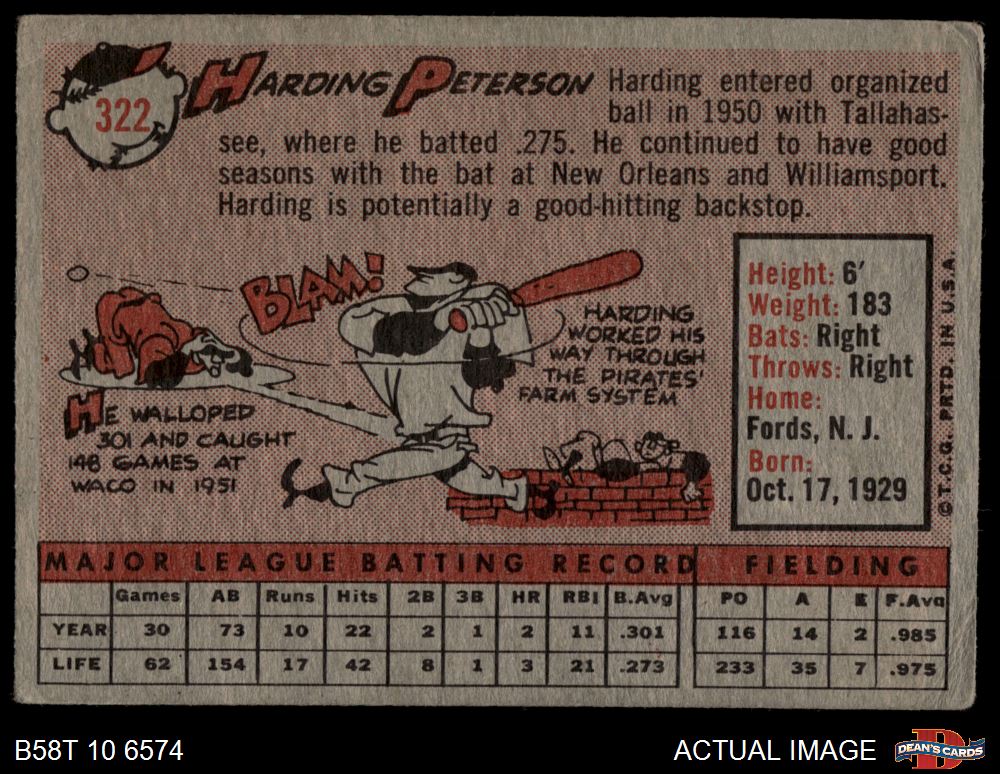 322
HARDING PETERSON
Harding entered organized
ball in 1950 with Tallahas-
see, where he batted .275. He continued to have good
seasons with the bat at New Orleans and Williamsport.
Harding is potentially a good-hitting backstop.
BLAM!
HE WALLOPED
301 AND CAUGHT
148 GAMES AT
WACO IN 1951
HARDING
WORKED HIS
WAY THROUGH
THE PIRATES'
FARM SYSTEM
Height: 6'
Weight: 183
Bats: Right
Throws: Right
Home:
Fords, N. J.
Born:
Oct. 17, 1929
© T.C.G. PRTD. IN U.S.A.
MAJOR LEAGUE BATTING RECORD FIELDING
Games AB Runs Hits 2B 3B HR RBI B.Avg PO A E F.Avg
YEAR 30 73 10 22 2 1 2 11 .301 116 14 2 .985
LIFE 62 154 17 42 8 1 3 21 .273 233 35 7 .975
B58T 10 6574
ACTUAL IMAGE
DEAN'S CARDS